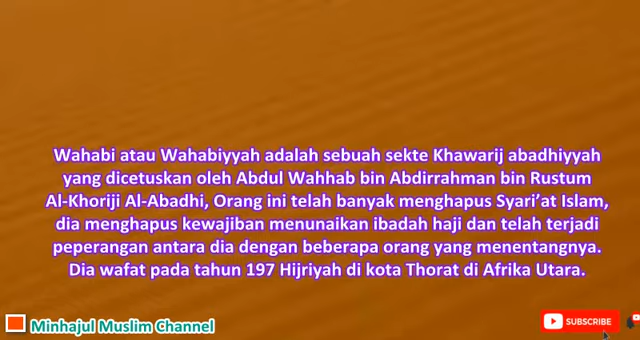 Wahabi atau Wahabiyyah adalah sebuah sekte Khawarij abadhiyyah
yang dicetuskan oleh Abdul Wahhab bin Abdirrahman bin Rustum
Al-Khoriji Al-Abadhi, Orang ini telah banyak menghapus Syari'at Islam,
dia menghapus kewajiban menunaikan ibadah haji dan telah terjadi
peperangan antara dia dengan beberapa orang yang menentangnya.
Dia wafat pada tahun 197 Hijriyah di kota Thorat di Afrika Utara.
Minhajul Muslim Channel
SUBSCRIBE